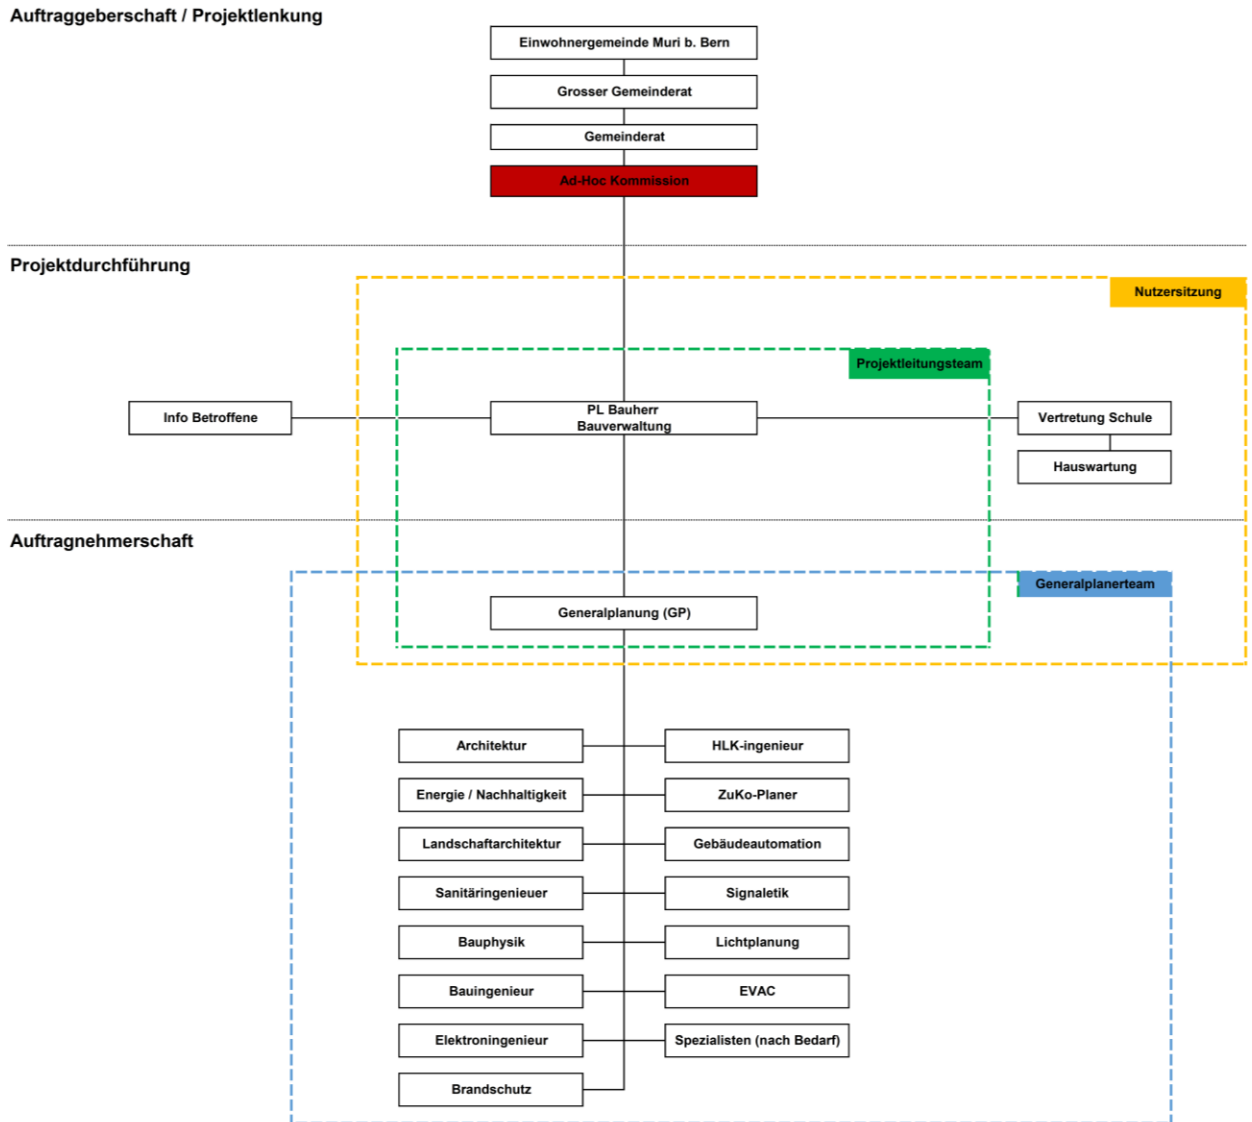 Auftraggeberschaft / Projektlenkung
Einwohnergemeinde Muri b. Bern
Grosser Gemeinderat
Gemeinderat
Ad-Hoc Kommission
Projektdurchführung
Nutzersitzung
Projektleitungsteam
Info Betroffene
PL Bauherr
Bauverwaltung
Vertretung Schule
Hauswartung
Auftragnehmerschaft
Generalplanerteam
Generalplanung (GP)
Architektur
HLK-ingenieur
Energie / Nachhaltigkeit
ZuKo-Planer
Landschaftarchitektur
Gebäudeautomation
Sanitäringenieuer
Signaletik
Bauphysik
Lichtplanung
Bauingenieur
EVAC
Elektroningenieur
Spezialisten (nach Bedarf)
Brandschutz